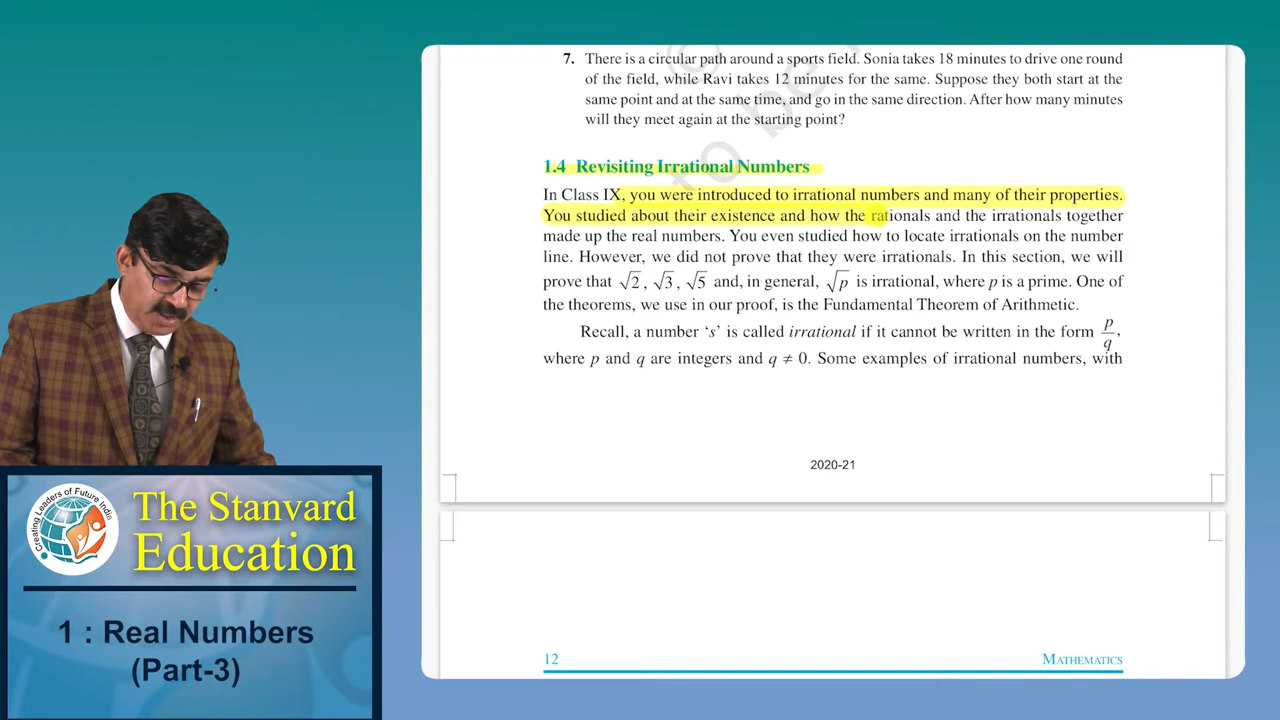 7. There is a circular path around a sports field. Sonia takes 18 minutes to drive one round
of the field, while Ravi takes 12 minutes for the same. Suppose they both start at the
same point and at the same time, and go in the same direction. After how many minutes
will they meet again at the starting point?
1.4 Revisiting Irrational Numbers
In Class IX, you were introduced to irrational numbers and many of their properties.
You studied about their existence and how the rationals and the irrationals together
made up the real numbers. You even studied how to locate irrationals on the number
line. However, we did not prove that they were irrationals. In this section, we will
prove that √2, √3, √5 and, in general, √p is irrational, where p is a prime. One of
the theorems, we use in our proof, is the Fundamental Theorem of Arithmetic.
Recall, a number ‘s’ is called irrational if it cannot be written in the form p/q,
where p and q are integers and q ≠ 0. Some examples of irrational numbers, with
2020-21
12 MATHEMATICS
© to be
Creating Leaders of Future India
The Stanvard
Education
1 : Real Numbers
(Part-3)